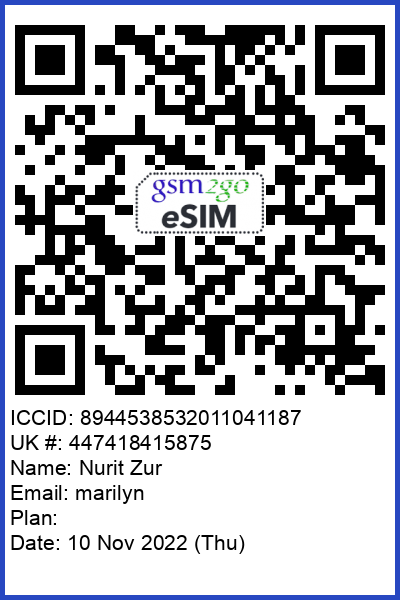 gsm2go
eSIM
ICCID: 8944538532011041187
UK #: 447418415875
Name: Nurit Zur
Email: marilyn
Plan:
Date: 10 Nov 2022 (Thu)